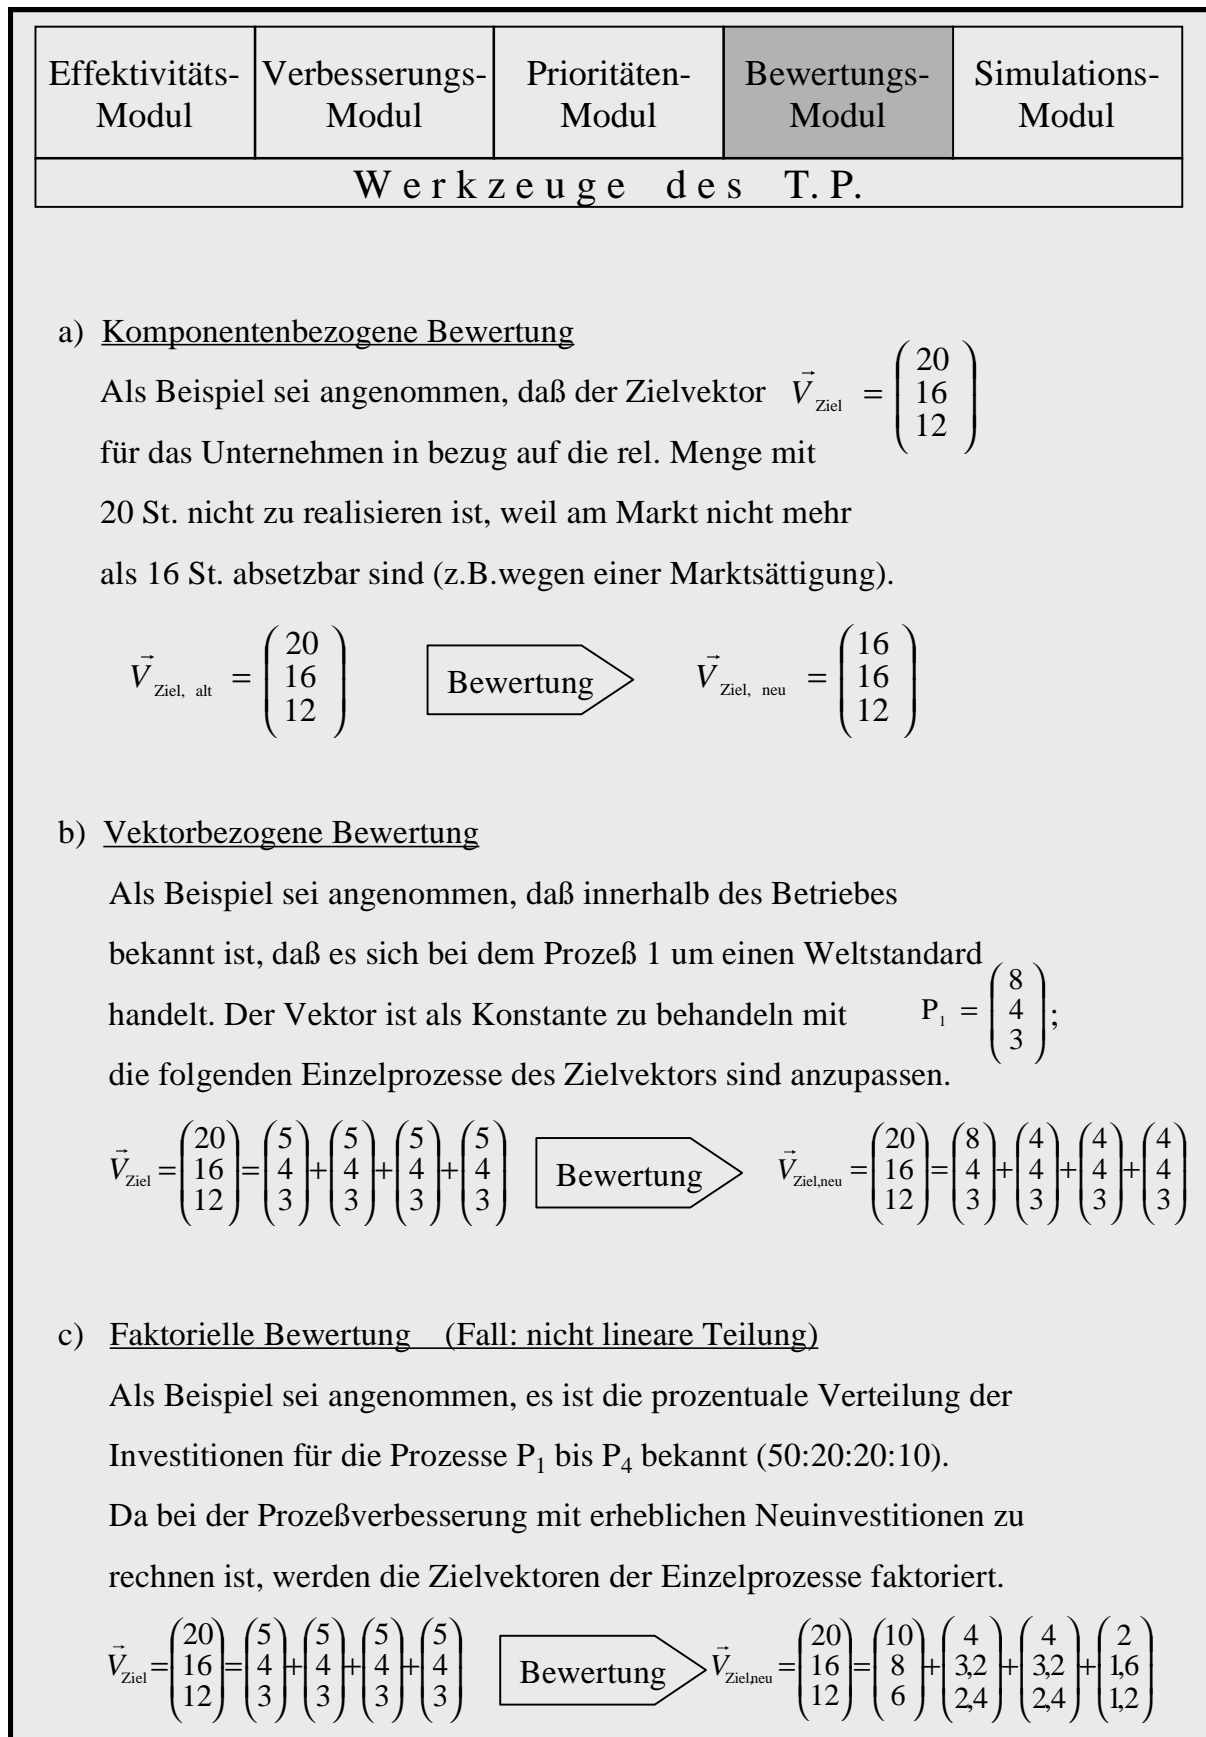 Effektivitäts-Modul Verbesserungs-Modul Prioritäten-Modul Bewertungs-Modul Simulations-Modul
Werkzeuge des T.P.
a) Komponentenbezogene Bewertung
Als Beispiel sei angenommen, daß der Zielvektor V⃗ Ziel = (20 16 12)
für das Unternehmen in bezug auf die rel. Menge mit
20 St. nicht zu realisieren ist, weil am Markt nicht mehr
als 16 St. absetzbar sind (z.B.wegen einer Marktsättigung).
V⃗ Ziel, alt = (20 16 12) Bewertung V⃗ Ziel, neu = (16 16 12)
b) Vektorbezogene Bewertung
Als Beispiel sei angenommen, daß innerhalb des Betriebes
bekannt ist, daß es sich bei dem Prozeß 1 um einen Weltstandard
handelt. Der Vektor ist als Konstante zu behandeln mit P₁ = (8 4 3);
die folgenden Einzelprozesse des Zielvektors sind anzupassen.
V⃗ Ziel = (20 16 12) = (5 4 3) + (5 4 3) + (5 4 3) + (5 4 3) Bewertung V⃗ Ziel,neu = (20 16 12) = (8 4 3) + (4 4 3) + (4 4 3) + (4 4 3)
c) Faktorielle Bewertung (Fall: nicht lineare Teilung)
Als Beispiel sei angenommen, es ist die prozentuale Verteilung der
Investitionen für die Prozesse P₁ bis P₄ bekannt (50:20:20:10).
Da bei der Prozeßverbesserung mit erheblichen Neuinvestitionen zu
rechnen ist, werden die Zielvektoren der Einzelprozesse faktoriert.
V⃗ Ziel = (20 16 12) = (5 4 3) + (5 4 3) + (5 4 3) + (5 4 3) Bewertung V⃗ Ziel,neu = (20 16 12) = (10 8 6) + (4 3,2 2,4) + (4 3,2 2,4) + (2 1,6 1,2)